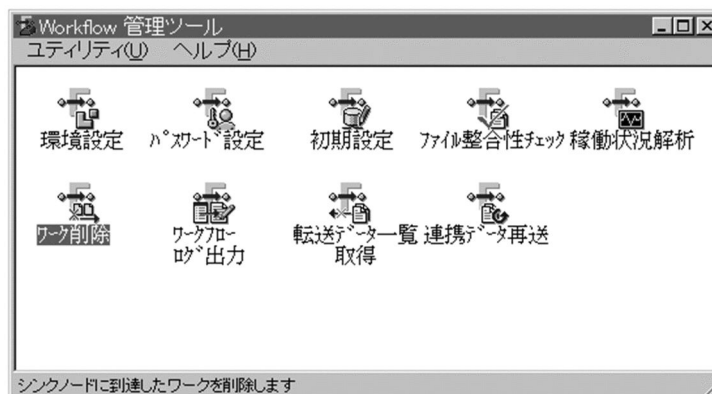 Workflow 管理ツール
ユティリティ(U) ヘルプ(H)
環境設定 パスワード設定 初期設定 ファイル整合性チェック 稼働状況解析
ワーク削除 ワークフロー 転送データ一覧 連携データ再送
ログ出力 取得
シンクノードに到達したワークを削除します